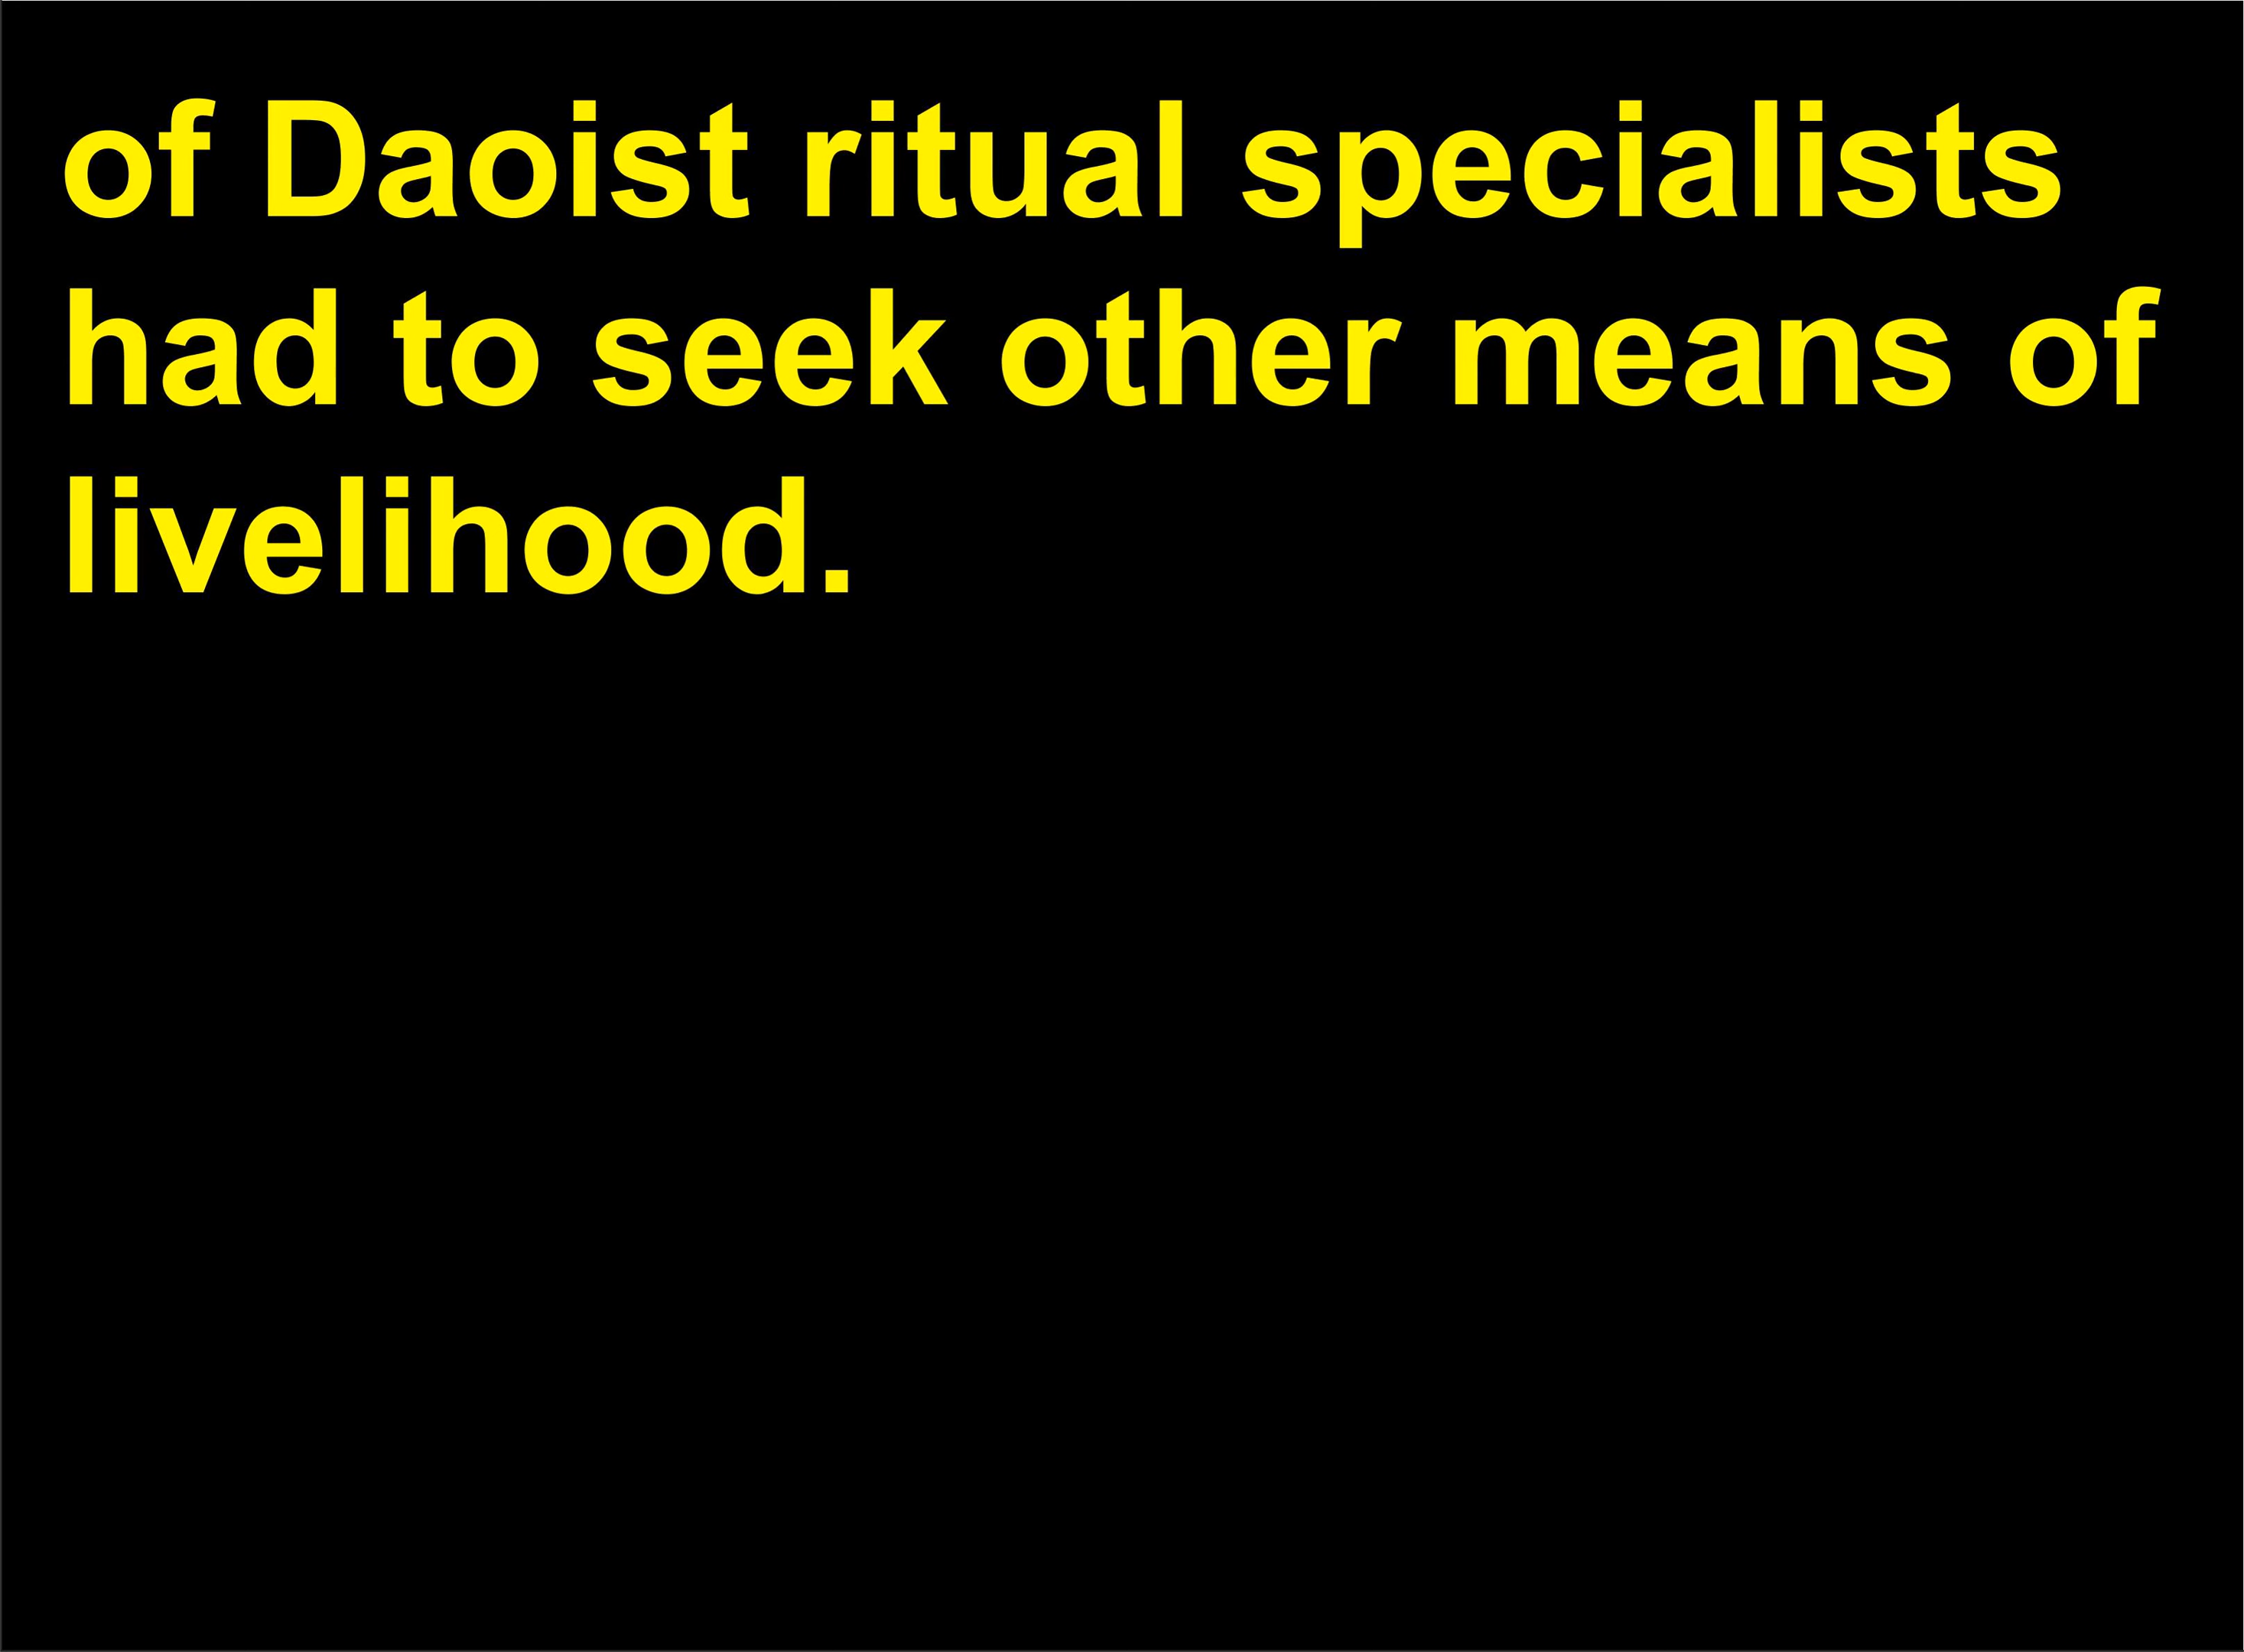 of Daoist ritual specialists
had to seek other means of
livelihood.